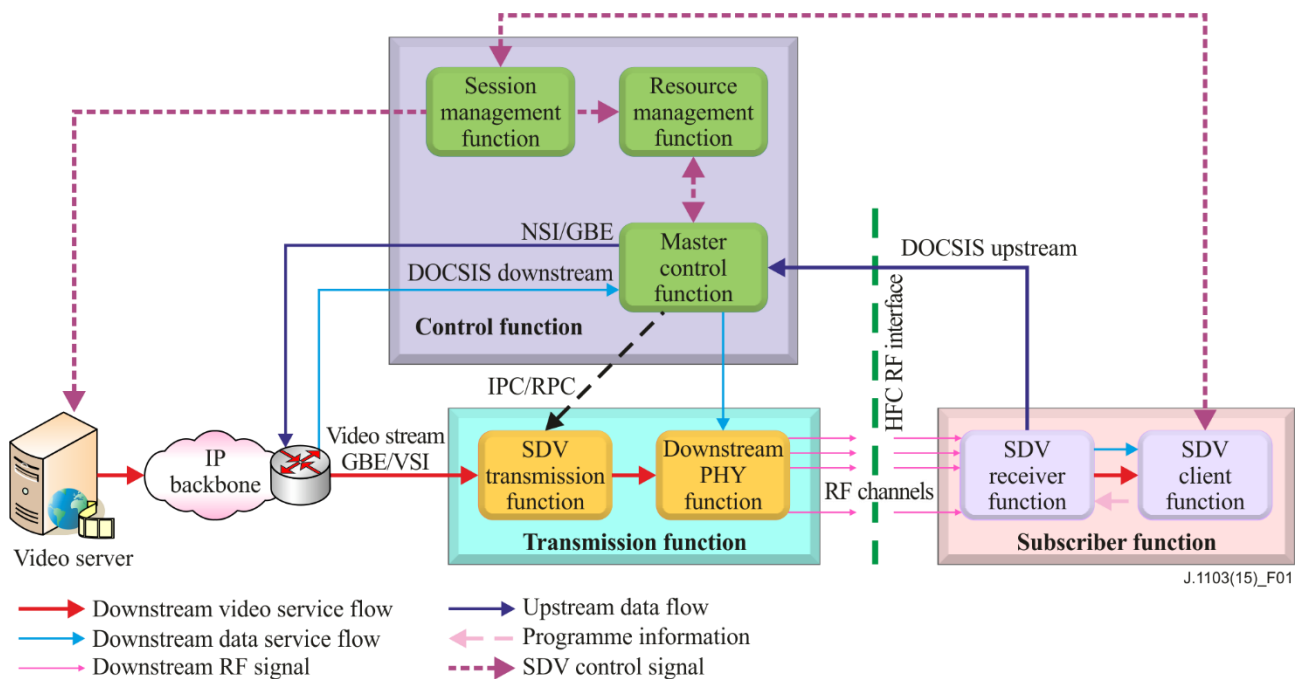 Session
management
function
Resource
management
function
NSI/GBE
DOCSIS downstream
Master
control
function
DOCSIS upstream
HFC RF interface
Control function
IPC/RPC
Video stream
GBE/VSI
IP
backbone
SDV
transmission
function
Downstream
PHY
function
RF channels
SDV
receiver
function
SDV
client
function
Video server
Transmission function
Subscriber function
J.1103(15)_F01
Downstream video service flow
Downstream data service flow
Downstream RF signal
Upstream data flow
Programme information
SDV control signal